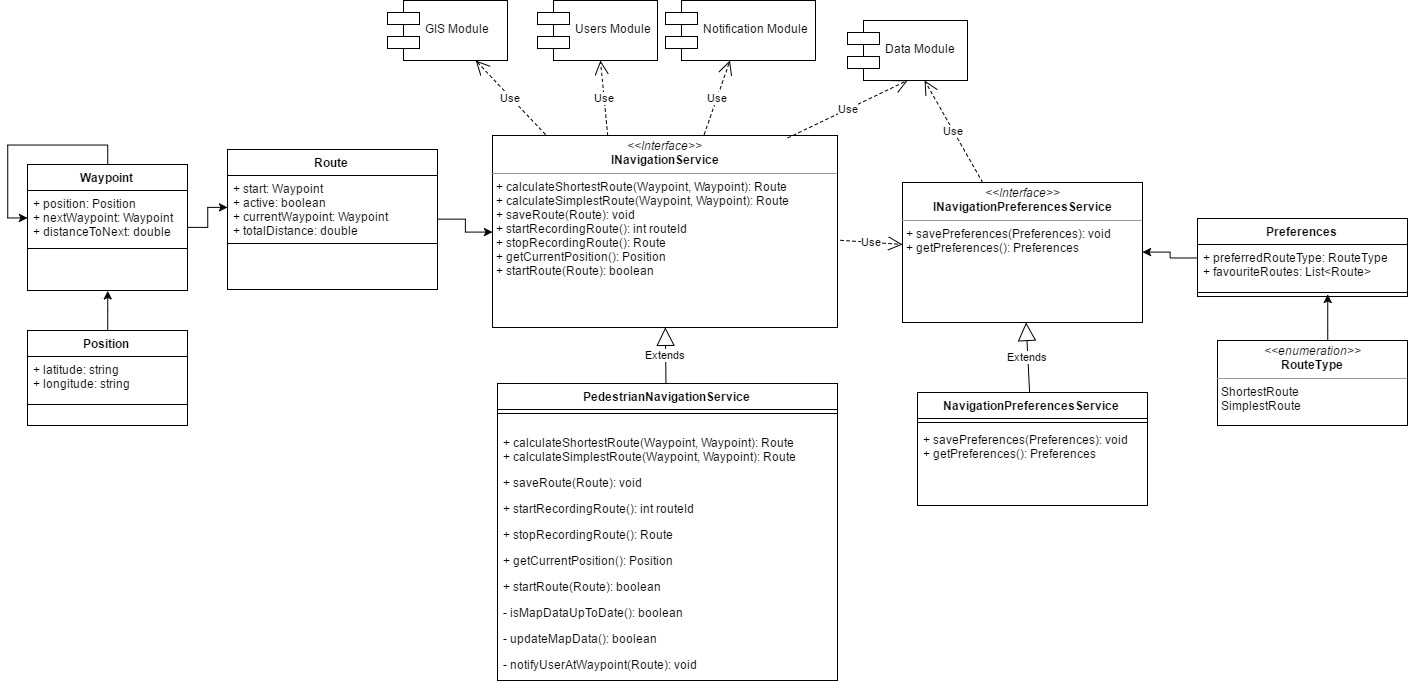 GIS Module
Users Module
Notification Module
Data Module
Use
Use
Use
Use
Use
Use
Waypoint
+ position: Position
+ nextWaypoint: Waypoint
+ distanceToNext: double
Route
+ start: Waypoint
+ active: boolean
+ currentWaypoint: Waypoint
+ totalDistance: double
<<Interface>>
INavigationService
+ calculateShortestRoute(Waypoint, Waypoint): Route
+ calculateSimplestRoute(Waypoint, Waypoint): Route
+ saveRoute(Route): void
+ startRecordingRoute(): int routeId
+ stopRecordingRoute(): Route
+ getCurrentPosition(): Position
+ startRoute(Route): boolean
<<Interface>>
INavigationPreferencesService
+ savePreferences(Preferences): void
+ getPreferences(): Preferences
Preferences
+ preferredRouteType: RouteType
+ favouriteRoutes: List<Route>
Position
+ latitude: string
+ longitude: string
Extends
Extends
<<enumeration>>
RouteType
ShortestRoute
SimplestRoute
PedestrianNavigationService
+ calculateShortestRoute(Waypoint, Waypoint): Route
+ calculateSimplestRoute(Waypoint, Waypoint): Route
+ saveRoute(Route): void
+ startRecordingRoute(): int routeId
+ stopRecordingRoute(): Route
+ getCurrentPosition(): Position
+ startRoute(Route): boolean
- isMapDataUpToDate(): boolean
- updateMapData(): boolean
- notifyUserAtWaypoint(Route): void
NavigationPreferencesService
+ savePreferences(Preferences): void
+ getPreferences(): Preferences